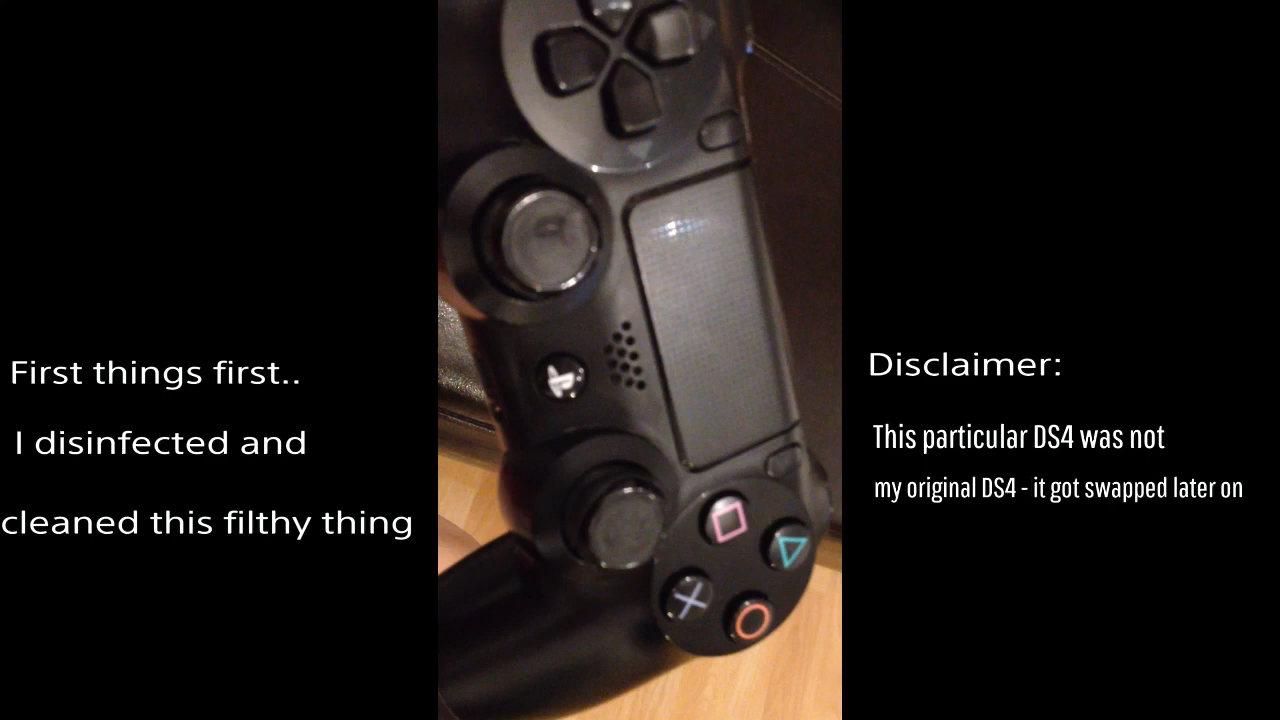 First things first..
I disinfected and
cleaned this filthy thing
Disclaimer:
This particular DS4 was not
my original DS4 - it got swapped later on